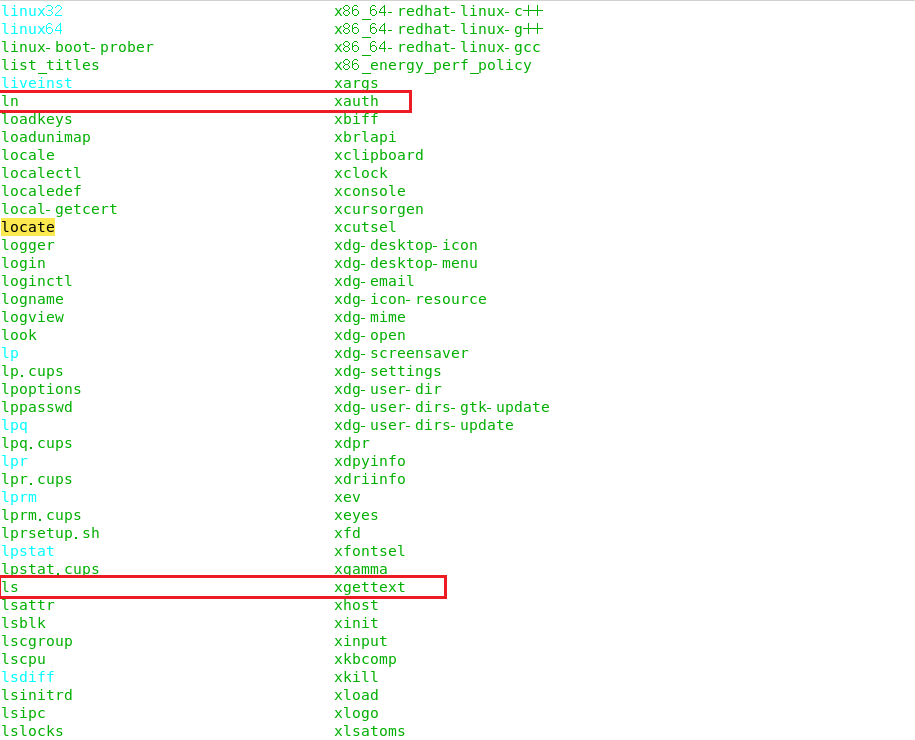 linux32 x86_64-redhat-linux-c++
linux64 x86_64-redhat-linux-g++
linux-boot-prober x86_64-redhat-linux-gcc
list_titles x86_energy_perf_policy
liveinst xargs
ln xauth
loadkeys xbiff
loadunimap xbrlapi
locale xclipboard
localectl xclock
localedef xconsole
local-getcert xcursorgen
locate xcutsel
logger xdg-desktop-icon
login xdg-desktop-menu
loginctl xdg-email
logname xdg-icon-resource
logview xdg-mime
look xdg-open
lp xdg-screensaver
lp.cups xdg-settings
lpoptions xdg-user-dir
lppasswd xdg-user-dirs-gtk-update
lpq xdg-user-dirs-update
lpq.cups xdpr
lpr xdpyinfo
lpr.cups xdriinfo
lprm xev
lprm.cups xeyes
lprsetup.sh xfd
lpstat xfontsel
lpstat.cups xgamma
ls xgettext
lsattr xhost
lsblk xinit
lscgroup xinput
lscpu xkbcomp
lsdiff xkill
lsinitrd xload
lsipc xlogo
lslocks xlsatoms